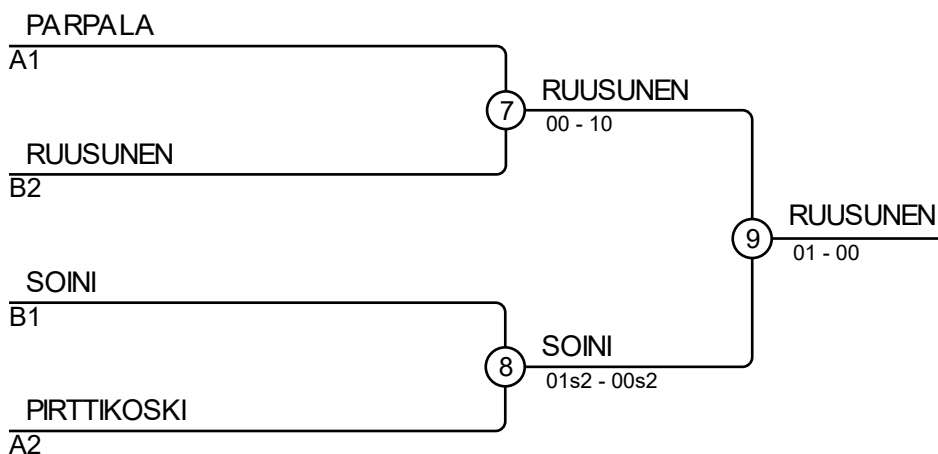 PARPALA
A1
7
RUUSUNEN
00 - 10
RUUSUNEN
B2
9
RUUSUNEN
01 - 00
SOINI
B1
8
SOINI
01s2 - 00s2
PIRTTIKOSKI
A2